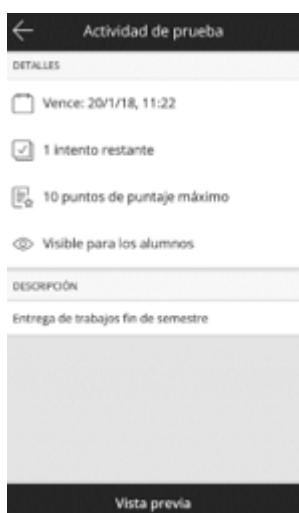 Actividad de prueba
DETALLES
Vence: 20/1/18, 11:22
1 intento restante
10 puntos de puntaje máximo
Visible para los alumnos
DESCRIPCIÓN
Entrega de trabajos fin de semestre
Vista previa